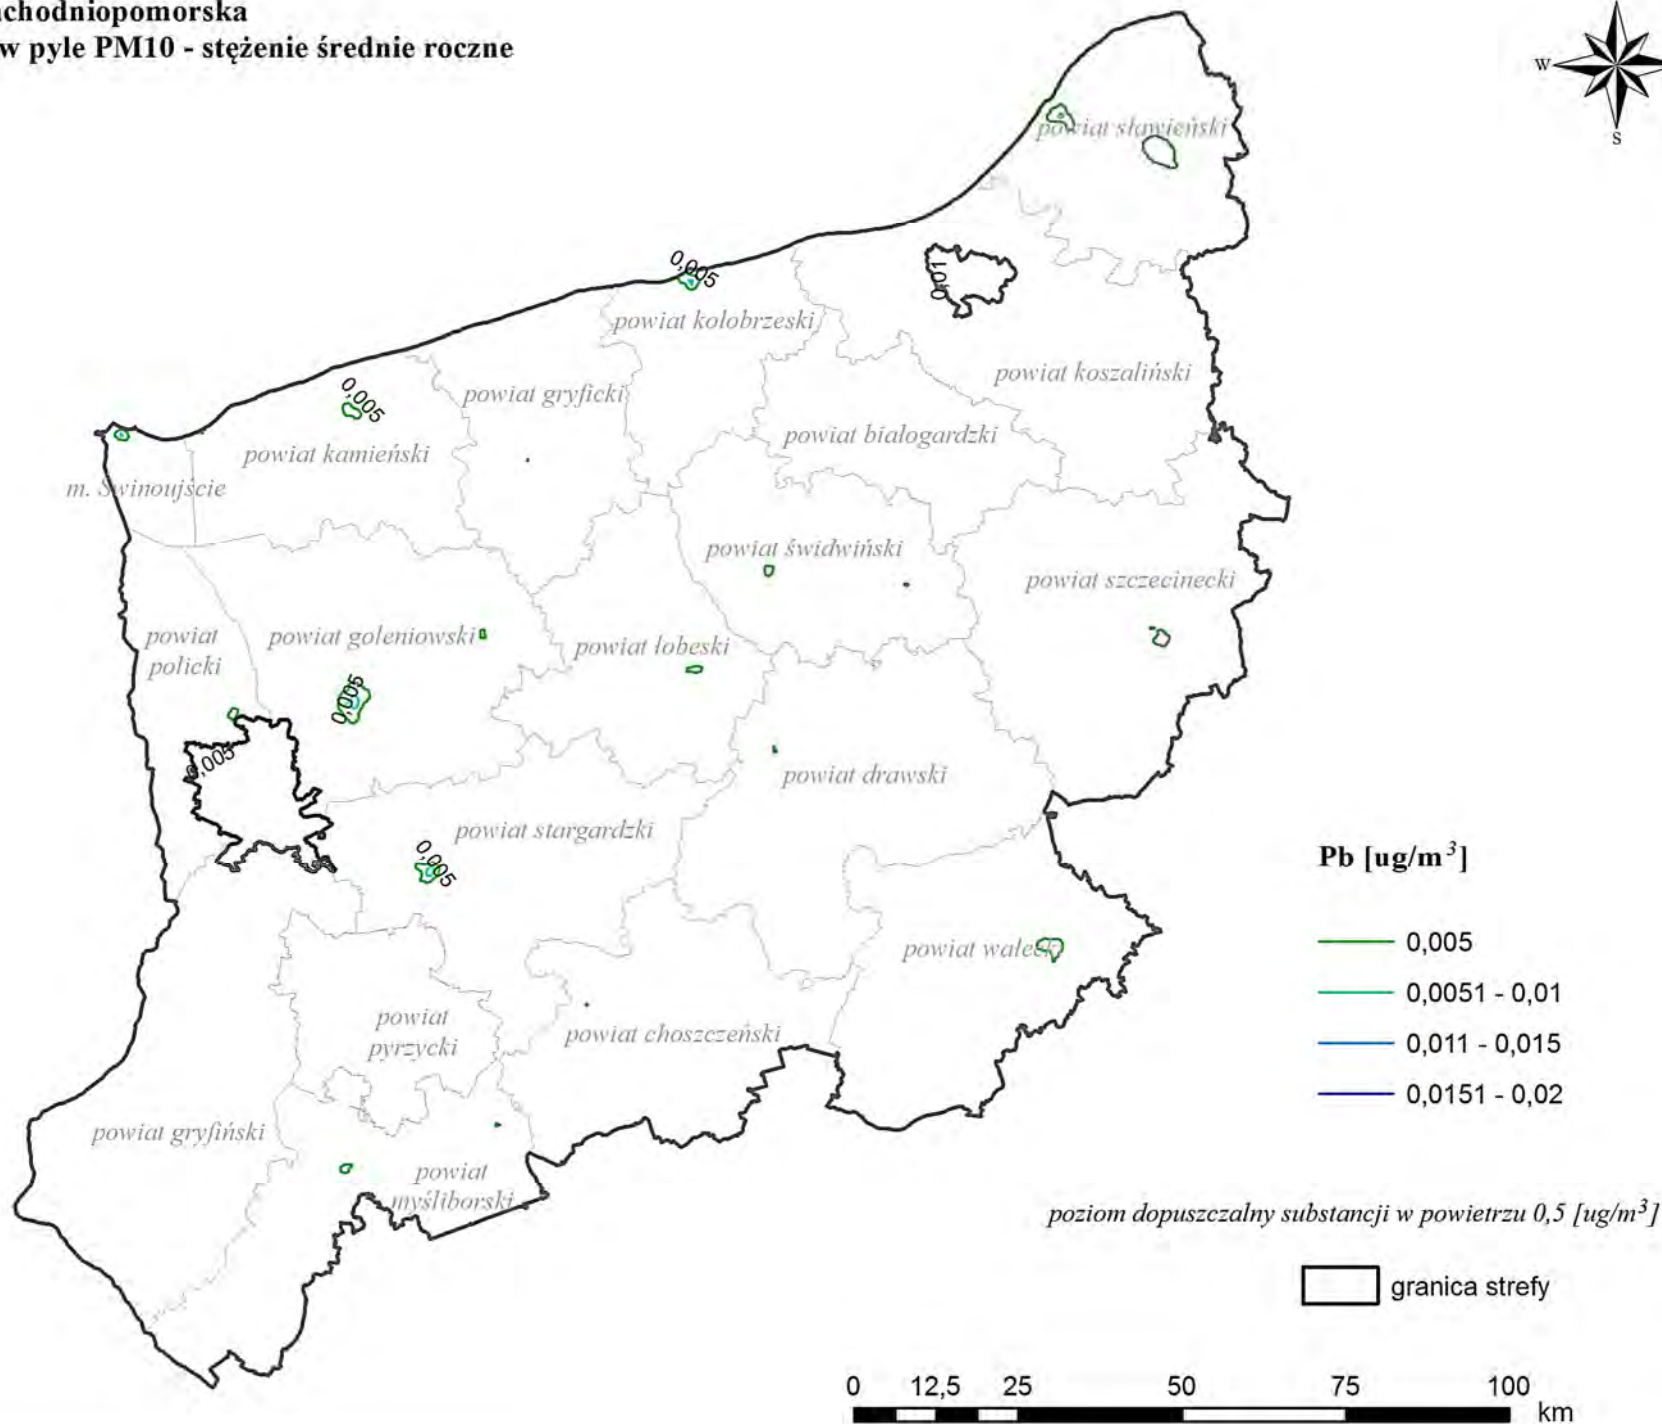 achodniopomorska
w pyle PM10 - stężenie średnie roczne
W
S
powiat sławieński
0,005
0,01
powiat kołobrzeski
powiat koszaliński
0,005
powiat gryficki
powiat białogardzki
powiat kamieński
m. Świnoujście
powiat świdwiński
powiat szczecinecki
powiat
policki
powiat goleniowski
powiat łobeski
0,005
0,005
powiat drawski
powiat stargardzki
0,005
powiat wałecki
powiat
pyrzycki
powiat choszczeński
powiat gryfiński
powiat
myśliborski
Pb [ug/m³]
0,005
0,0051 - 0,01
0,011 - 0,015
0,0151 - 0,02
poziom dopuszczalny substancji w powietrzu 0,5 [ug/m³]
granica strefy
0 12,5 25 50 75 100
km